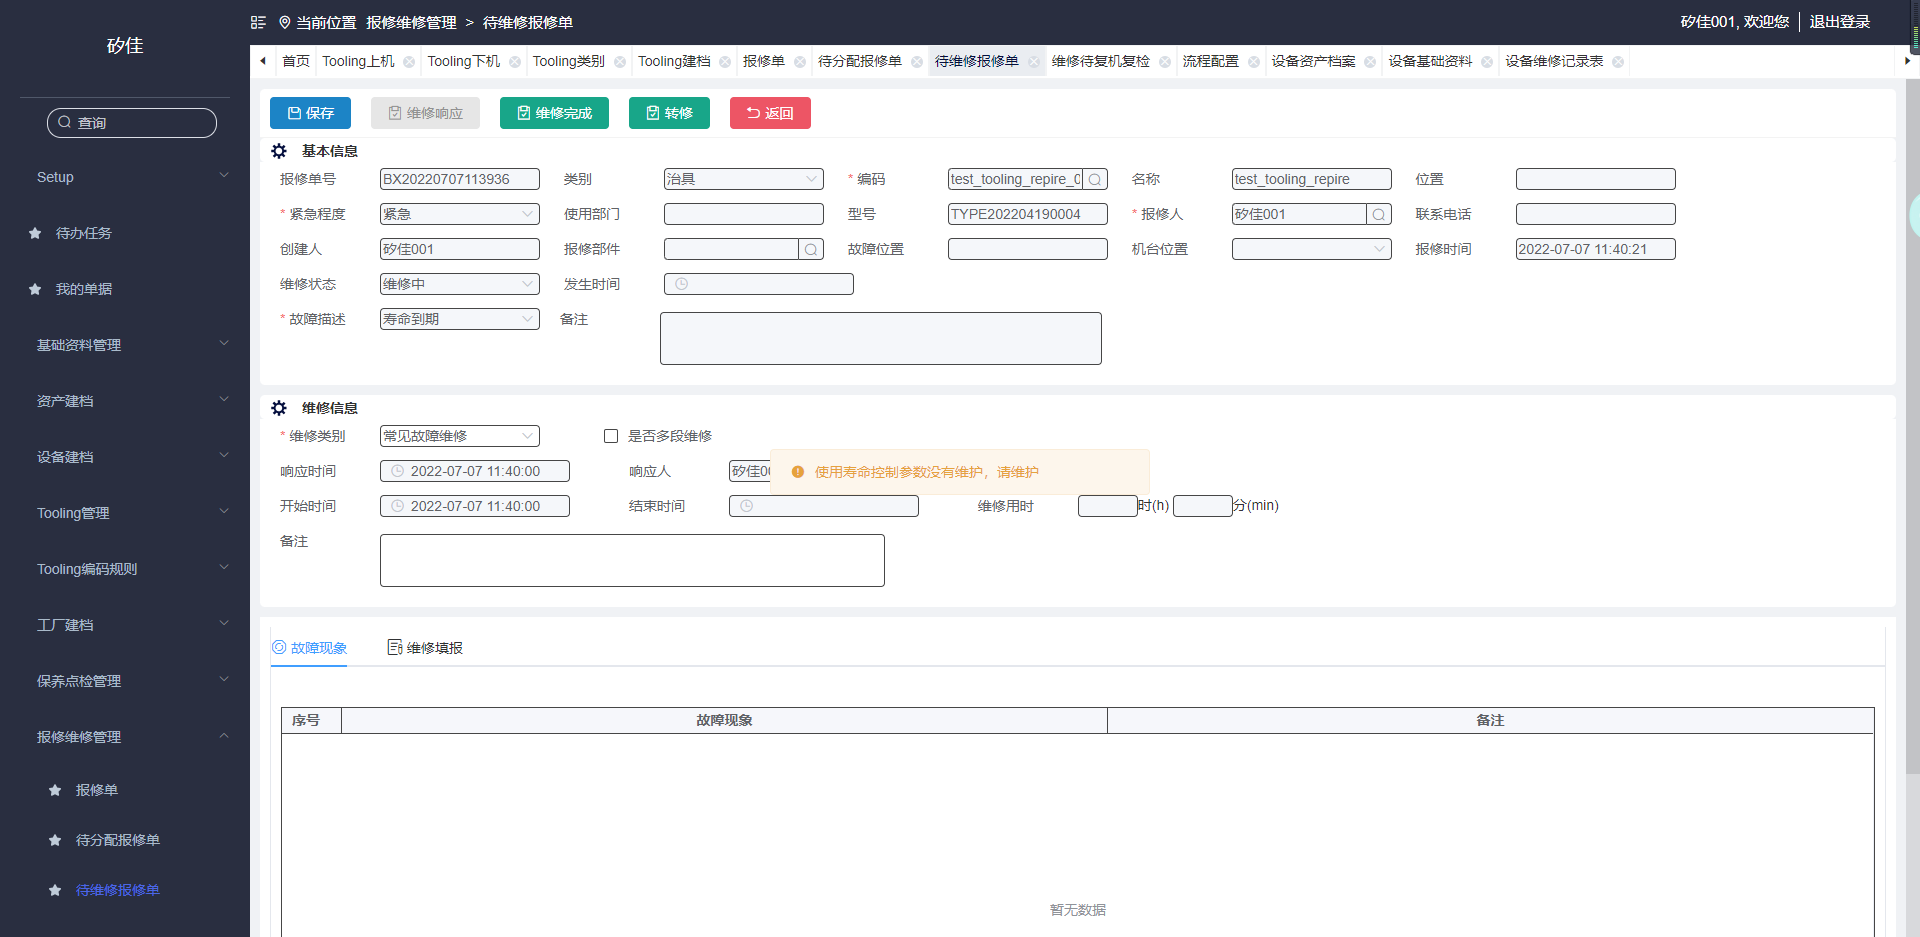 矽佳
查询
Setup
待办任务
我的单据
基础资料管理
资产建档
设备建档
Tooling管理
Tooling编码规则
工厂建档
保养点检管理
报修维修管理
报修单
待分配报修单
待维修报修单
当前位置 报修维修管理 > 待维修报修单
矽佳001, 欢迎您 退出登录
首页 Tooling上机 Tooling下机 Tooling类别 Tooling建档 报修单 待分配报修单 待维修报修单 维修待复机复检 流程配置 设备资产档案 设备基础资料 设备维修记录表
保存 维修响应 维修完成 转修 返回
基本信息
报修单号 BX20220707113936 类别 治具 * 编码 test_tooling_repire_0 名称 test_tooling_repire 位置
* 紧急程度 紧急 使用部门 型号 TYPE202204190004 * 报修人 矽佳001 联系电话
创建人 矽佳001 报修部件 故障位置 机台位置 报修时间 2022-07-07 11:40:21
维修状态 维修中 发生时间
* 故障描述 寿命到期 备注
维修信息
* 维修类别 常见故障维修 是否多段维修
响应时间 2022-07-07 11:40:00 响应人 矽佳00
使用寿命控制参数没有维护，请维护
开始时间 2022-07-07 11:40:00 结束时间 维修用时 时(h) 分(min)
备注
故障现象 维修填报
序号 故障现象 备注
暂无数据